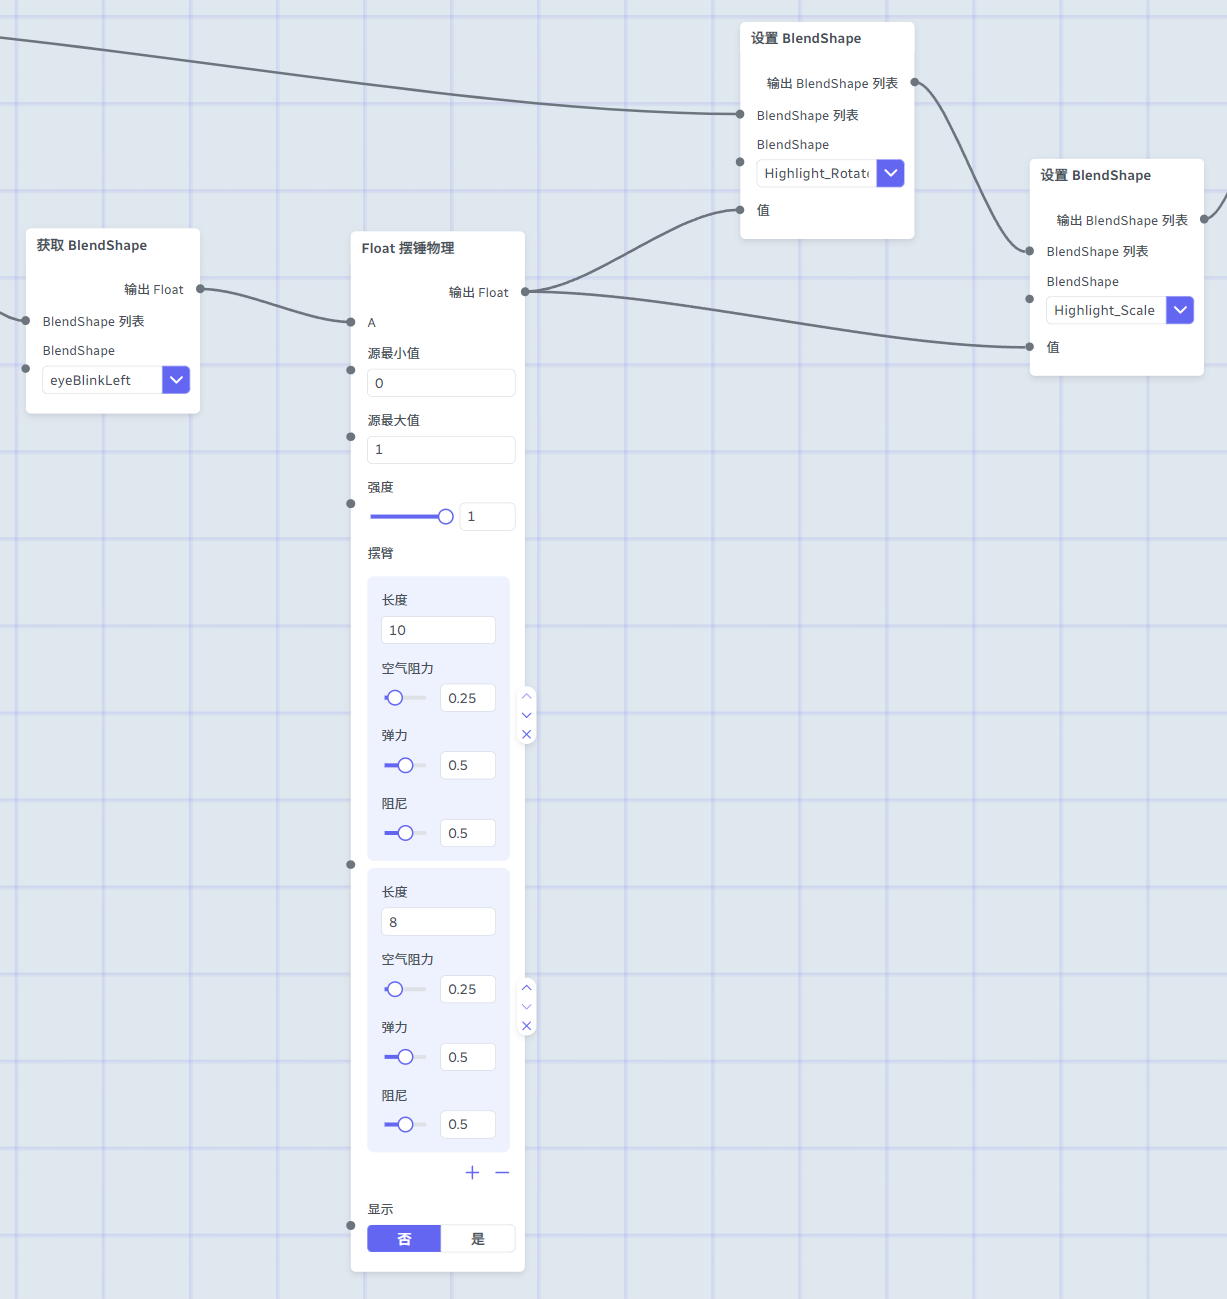 获取 BlendShape
输出 Float
BlendShape 列表
BlendShape
eyeBlinkLeft
Float 摆锤物理
输出 Float
A
源最小值
0
源最大值
1
强度
1
摆臂
长度
10
空气阻力
0.25
弹力
0.5
阻尼
0.5
长度
8
空气阻力
0.25
弹力
0.5
阻尼
0.5
显示
否
是
设置 BlendShape
输出 BlendShape 列表
BlendShape 列表
BlendShape
Highlight_Rotat
值
设置 BlendShape
输出 BlendShape 列表
BlendShape 列表
BlendShape
Highlight_Scale
值